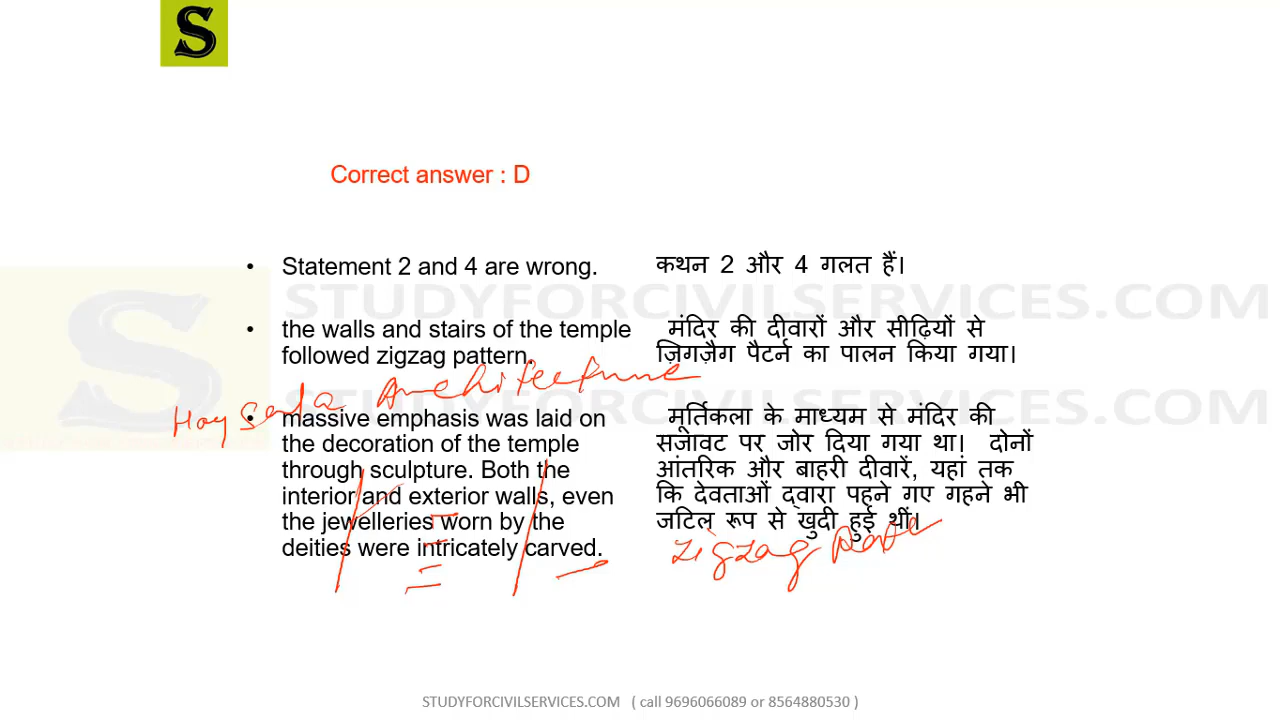 S
Correct answer : D
• Statement 2 and 4 are wrong.
कथन 2 और 4 गलत हैं।
STUDYFORCIVILSERVICES.COM
• the walls and stairs of the temple
followed zigzag pattern.
मंदिर की दीवारों और सीढ़ियों से
ज़िगज़ैग पैटर्न का पालन किया गया।
Architecture
STUDYFORCIVILSERVICES.COM
• massive emphasis was laid on
the decoration of the temple
through sculpture. Both the
interior and exterior walls, even
the jewelleries worn by the
deities were intricately carved.
मूर्तिकला के माध्यम से मंदिर की
सजावट पर जोर दिया गया था। दोनों
आंतरिक और बाहरी दीवारें, यहां तक
कि देवताओं द्वारा पहने गए गहने भी
जटिल रूप से खुदी हुई थीं।
zigzag
STUDYFORCIVILSERVICES.COM ( call 9696066089 or 8564880530 )